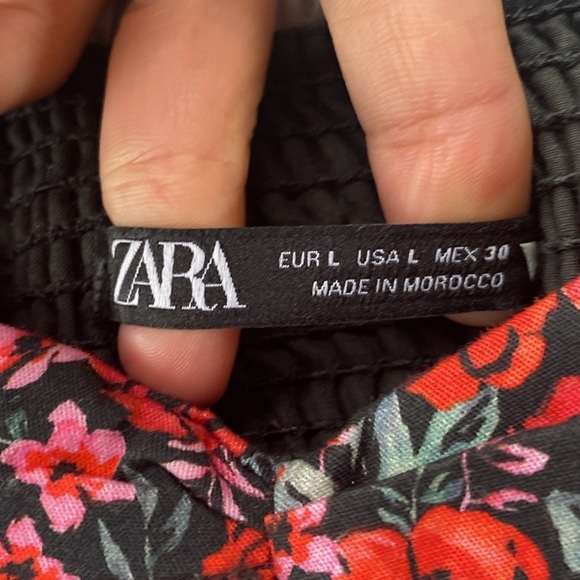 ZARA
EUR L USA L MEX 30
MADE IN MOROCCO